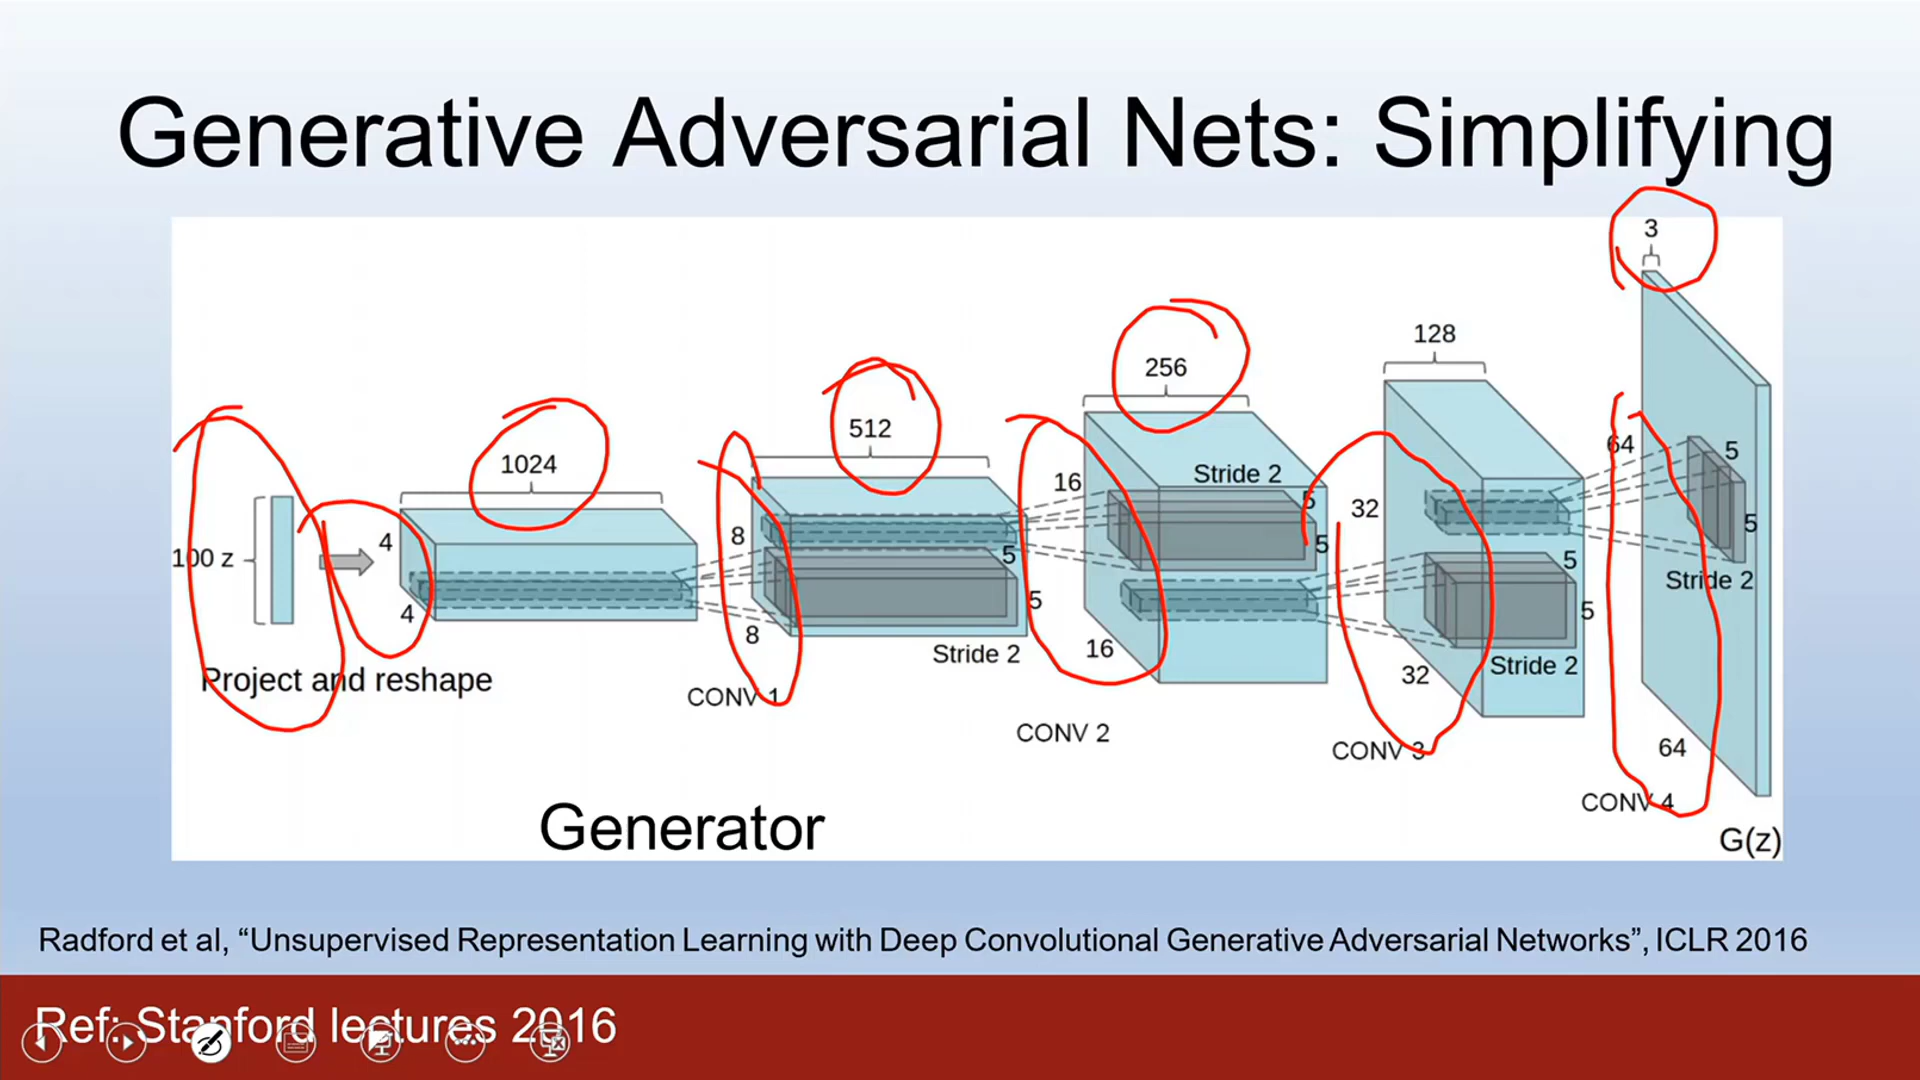 Generative Adversarial Nets: Simplifying
3
128
256
512
1024
64
5
16
Stride 2
5
32
5
4
8
5
5
5
100 z
4
5
5
8
16
32
Stride 2
5
Stride 2
Stride 2
Project and reshape
CONV 1
CONV 2
CONV 3
64
CONV 4
Generator
G(z)
Radford et al, “Unsupervised Representation Learning with Deep Convolutional Generative Adversarial Networks”, ICLR 2016
Ref: Stanford lectures 2016